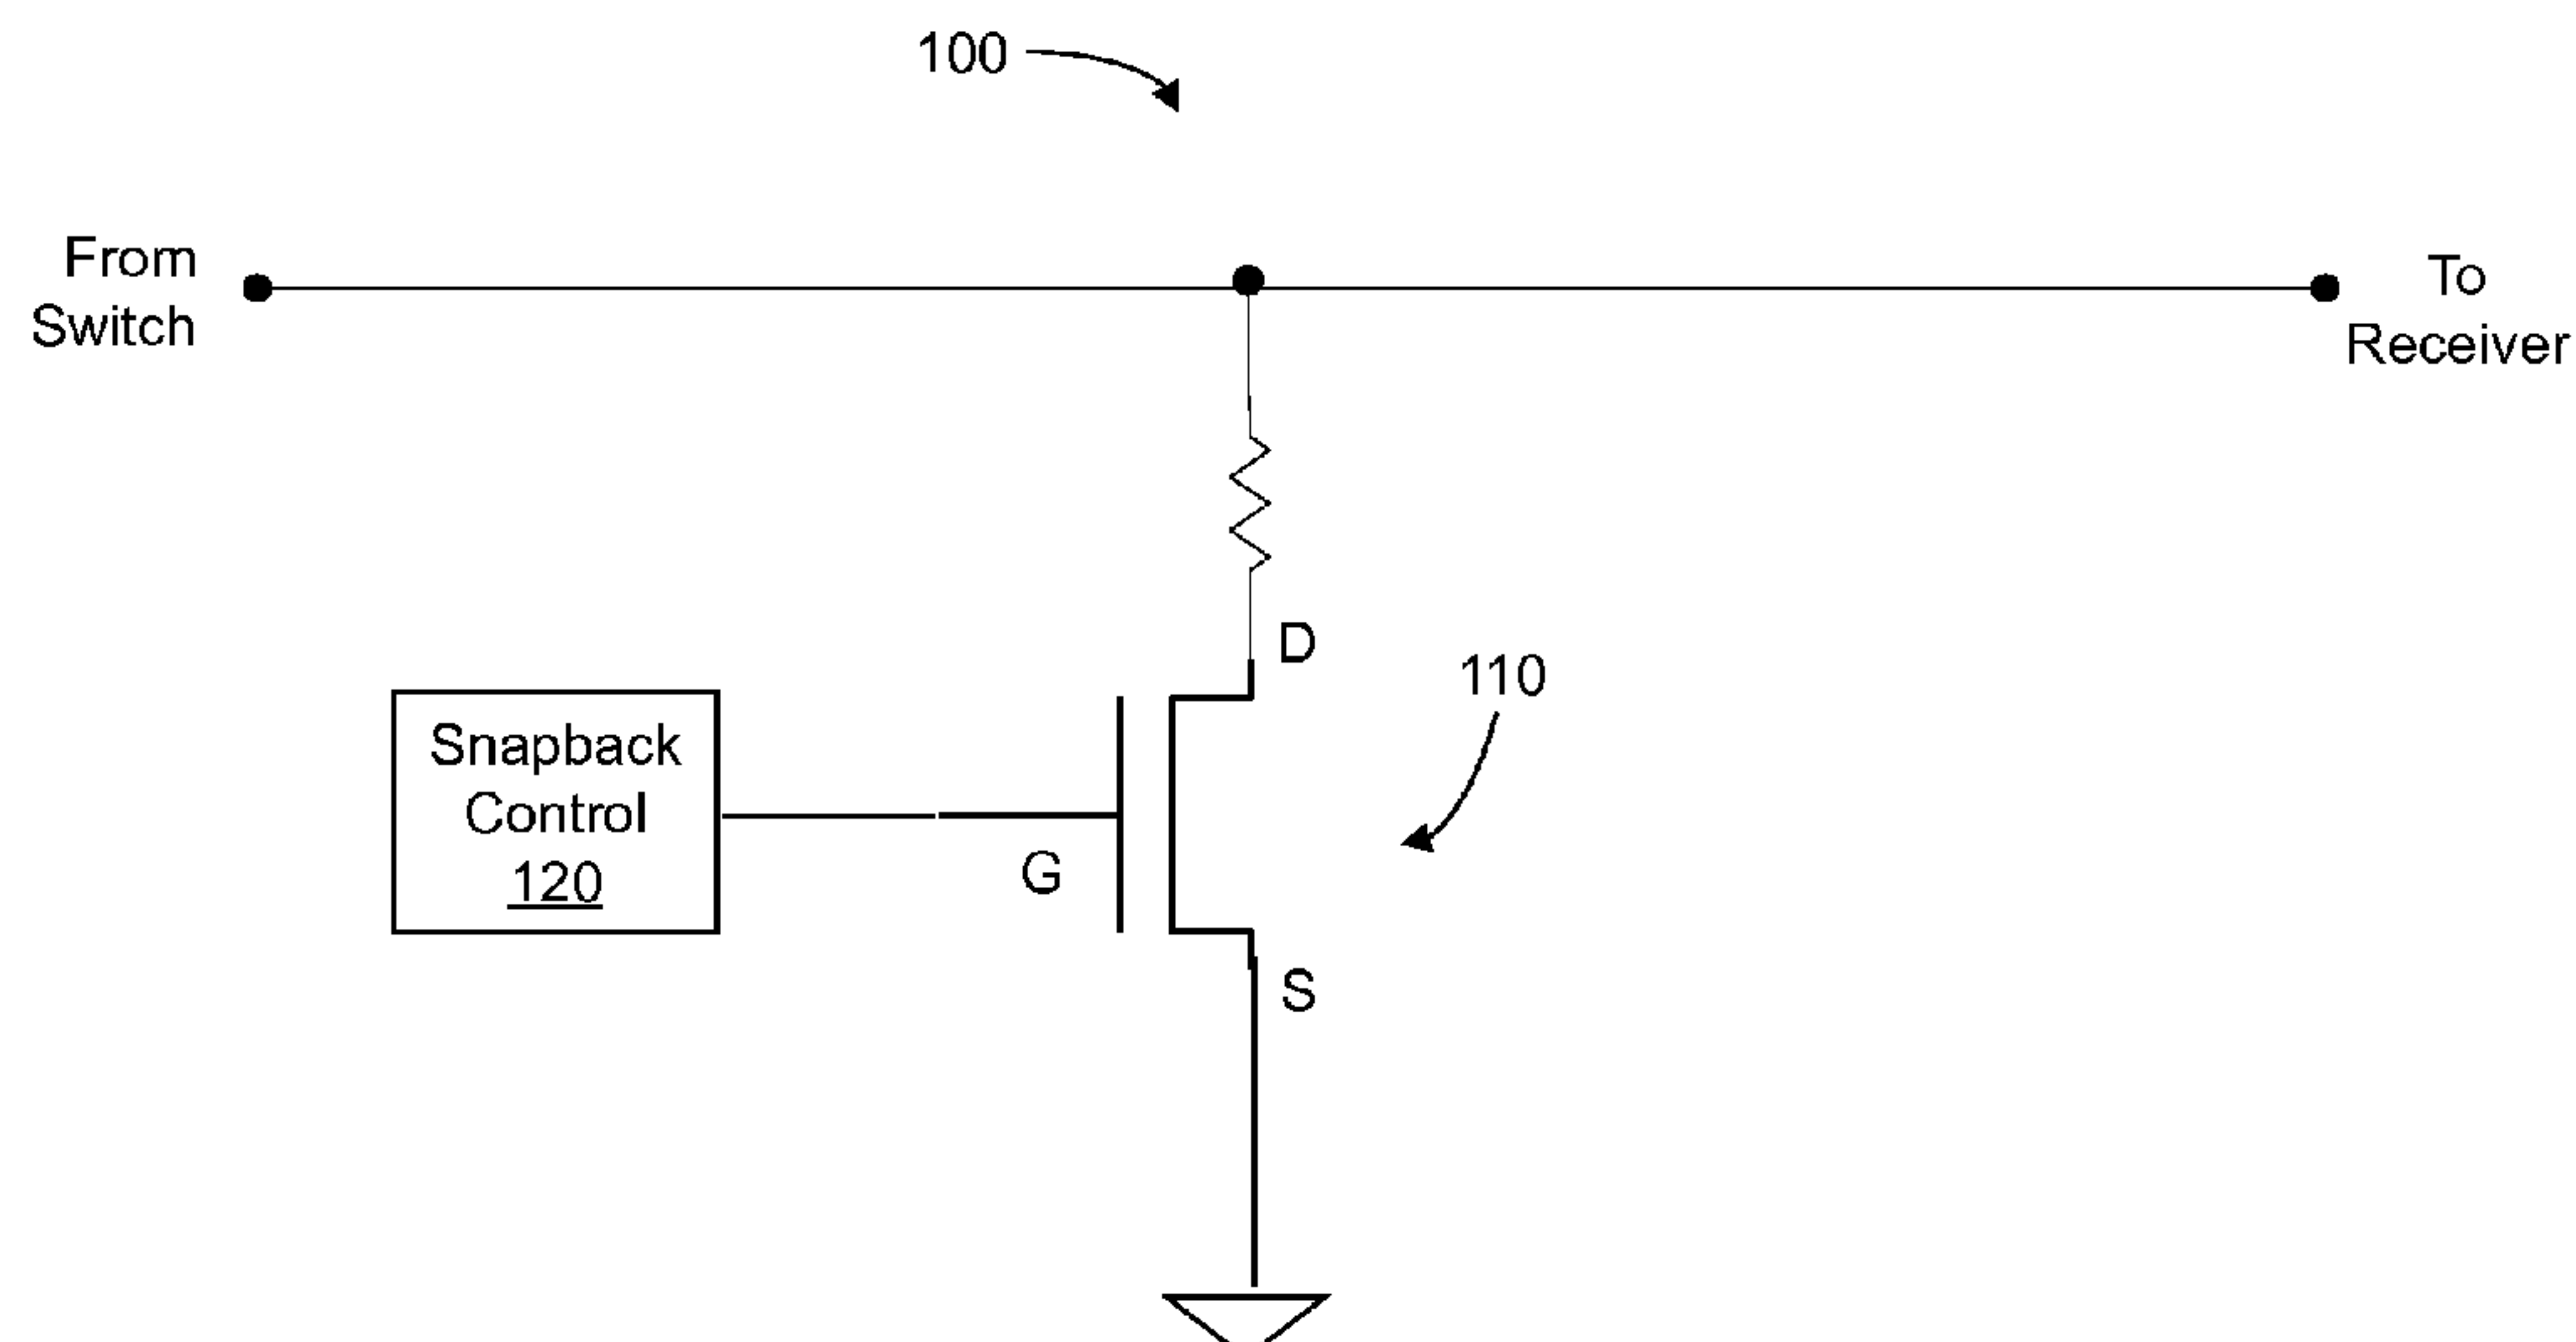 100
From
Switch
To
Receiver
D
110
Snapback
Control
120
G
S